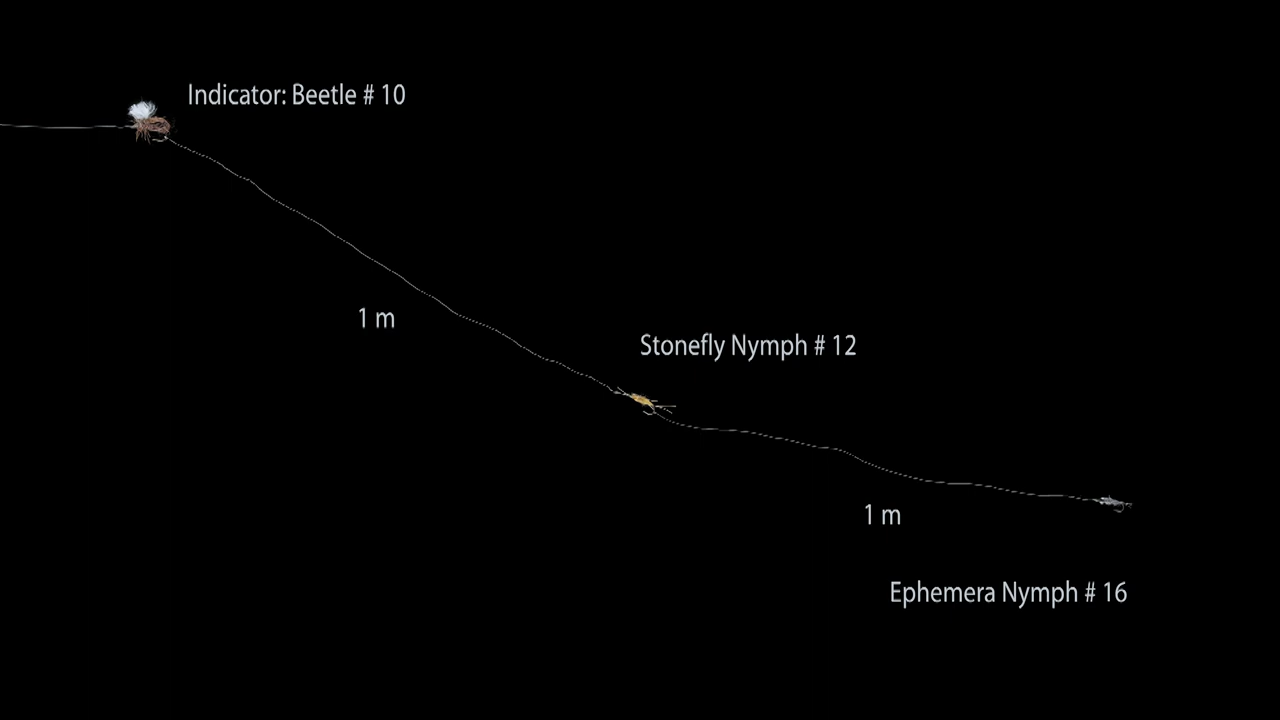 Indicator: Beetle # 10
1 m
Stonefly Nymph # 12
1 m
Ephemera Nymph # 16